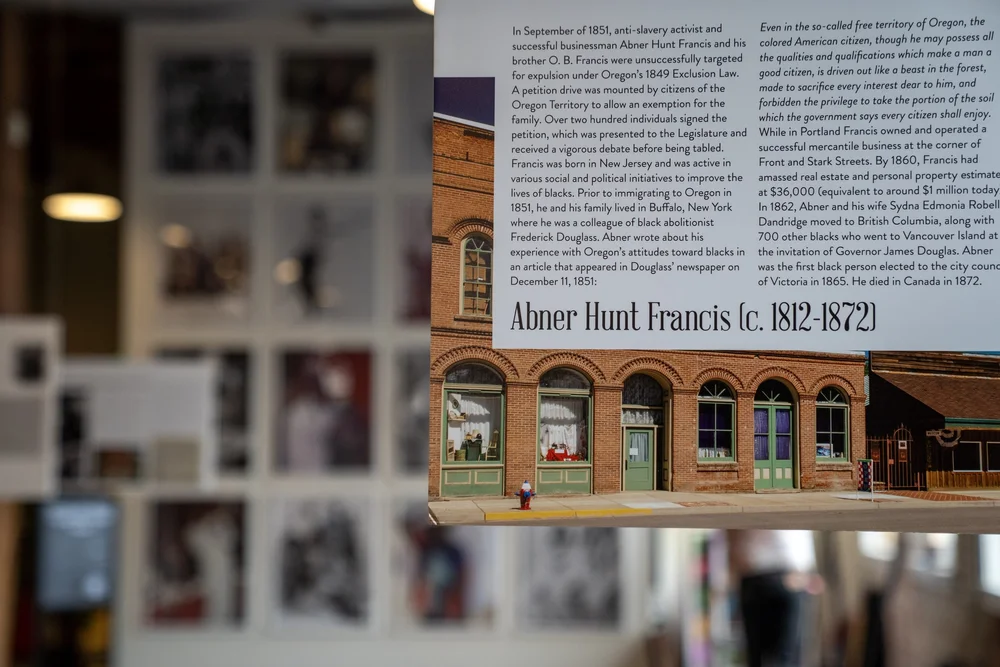 In September of 1851, anti-slavery activist and
successful businessman Abner Hunt Francis and his
brother O. B. Francis were unsuccessfully targeted
for expulsion under Oregon's 1849 Exclusion Law.
A petition drive was mounted by citizens of the
Oregon Territory to allow an exemption for the
family. Over two hundred individuals signed the
petition, which was presented to the Legislature and
received a vigorous debate before being tabled.
Francis was born in New Jersey and was active in
various social and political initiatives to improve the
lives of blacks. Prior to immigrating to Oregon in
1851, he and his family lived in Buffalo, New York
where he was a colleague of black abolitionist
Frederick Douglass. Abner wrote about his
experience with Oregon's attitudes toward blacks in
an article that appeared in Douglass' newspaper on
December 11, 1851:
Even in the so-called free territory of Oregon, the
colored American citizen, though he may possess all
the qualities and qualifications which make a man a
good citizen, is driven out like a beast in the forest,
made to sacrifice every interest dear to him, and
forbidden the privilege to take the portion of the soil
which the government says every citizen shall enjoy.
While in Portland Francis owned and operated a
successful mercantile business at the corner of
Front and Stark Streets. By 1860, Francis had
amassed real estate and personal property estimate
at $36,000 (equivalent to around $1 million today
In 1862, Abner and his wife Sydna Edmonia Robell
Dandridge moved to British Columbia, along with
700 other blacks who went to Vancouver Island at
the invitation of Governor James Douglas. Abner
was the first black person elected to the city counc
of Victoria in 1865. He died in Canada in 1872.
Abner Hunt Francis (c. 1812-1872)